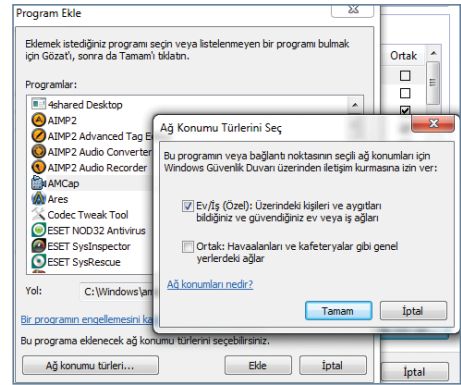 Program Ekle
Eklemek istediğiniz programı seçin veya listelenmeyen bir programı bulmak
için Gözat'ı, sonra da Tamam'ı tıklatın.
Programlar:
4shared Desktop
AIMP2
AIMP2 Advanced Tag
AIMP2 Audio Converter
AIMP2 Audio Recorder
AMCap
Ares
Codec Tweak Tool
ESET NOD32 Antivirus
ESET SysInspector
ESET SysRescue
Yol:
C:\Windows\am
Bir programın engellemesini
Bu programa eklenecek ağ konumu türlerini seçebilirsiniz.
Ağ konumu türleri...
Ekle
İptal
Ortak
Ağ Konumu Türlerini Seç
Bu programın veya bağlantı noktasının seçili ağ konumları için
Windows Güvenlik Duvarı üzerinden iletişim kurmasına izin ver:
Ev/İş (Özel): Üzerindeki kişileri ve aygıtları
bildiğiniz ve güvendiğiniz ev veya iş ağları
Ortak: Havaalanları ve kafeteryalar gibi genel
yerlerdeki ağlar
Ağ konumları nedir?
Tamam
İptal
İptal